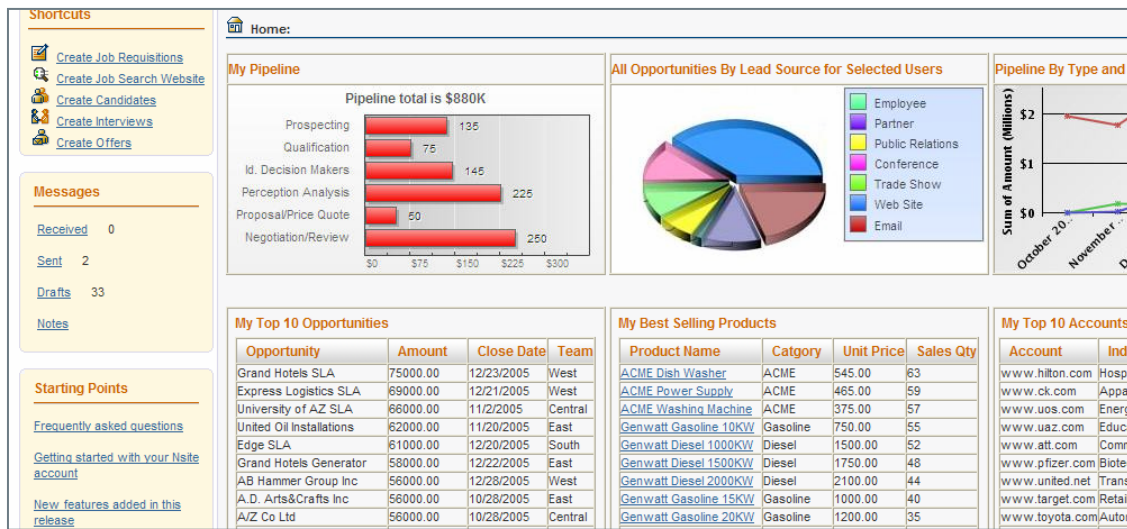 Shortcuts
Create Job Requisitions
Create Job Search Website
Create Candidates
Create Interviews
Create Offers
Messages
Received 0
Sent 2
Drafts 33
Notes
Starting Points
Frequently asked questions
Getting started with your Nsite
account
New features added in this
release
Home:
My Pipeline
Pipeline total is $880K
Prospecting 135
Qualification 75
Id. Decision Makers 145
Perception Analysis 225
Proposal/Price Quote 50
Negotiation/Review 250
$0 $75 $150 $225 $300
All Opportunities By Lead Source for Selected Users
Employee
Partner
Public Relations
Conference
Trade Show
Web Site
Email
Pipeline By Type and
Sum of Amount (Millions)
$2
$1
$0
October 20..
November..
D
My Top 10 Opportunities
Opportunity Amount Close Date Team
Grand Hotels SLA 75000.00 12/23/2005 West
Express Logistics SLA 69000.00 12/21/2005 West
University of AZ SLA 66000.00 11/2/2005 Central
United Oil Installations 62000.00 11/20/2005 East
Edge SLA 61000.00 12/20/2005 South
Grand Hotels Generator 58000.00 12/22/2005 East
AB Hammer Group Inc 56000.00 12/28/2005 West
A.D. Arts&Crafts Inc 56000.00 10/28/2005 East
A/Z Co Ltd 56000.00 10/28/2005 Central
My Best Selling Products
Product Name Catgory Unit Price Sales Qty
ACME Dish Washer ACME 545.00 63
ACME Power Supply ACME 465.00 59
ACME Washing Machine ACME 375.00 57
Genwatt Gasoline 10KW Gasoline 750.00 55
Genwatt Diesel 1000KW Diesel 1500.00 52
Genwatt Diesel 1500KW Diesel 1750.00 48
Genwatt Diesel 2000KW Diesel 2100.00 44
Genwatt Gasoline 15KW Gasoline 1000.00 40
Genwatt Gasoline 20KW Gasoline 1200.00 35
My Top 10 Accounts
Account Ind
www.hilton.com Hosp
www.ck.com Appa
www.uos.com Energ
www.uaz.com Educa
www.att.com Comm
www.pfizer.com Biote
www.united.net Trans
www.target.com Retai
www.toyota.com Autor